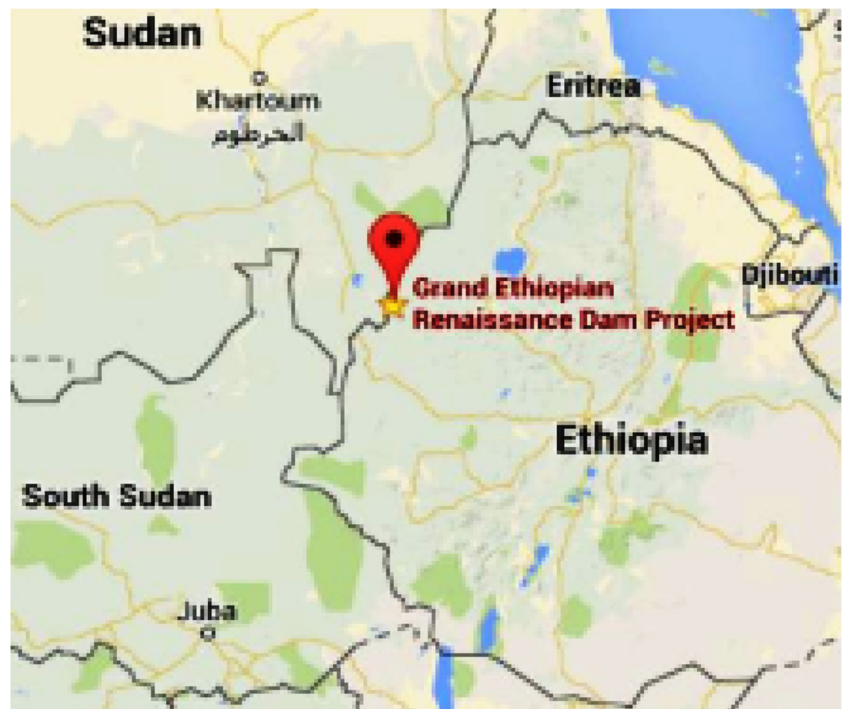 Sudan
Eritrea
Khartoum
الخرطوم
Djibouti
Grand Ethiopian
Renaissance Dam Project
Ethiopia
South Sudan
Juba